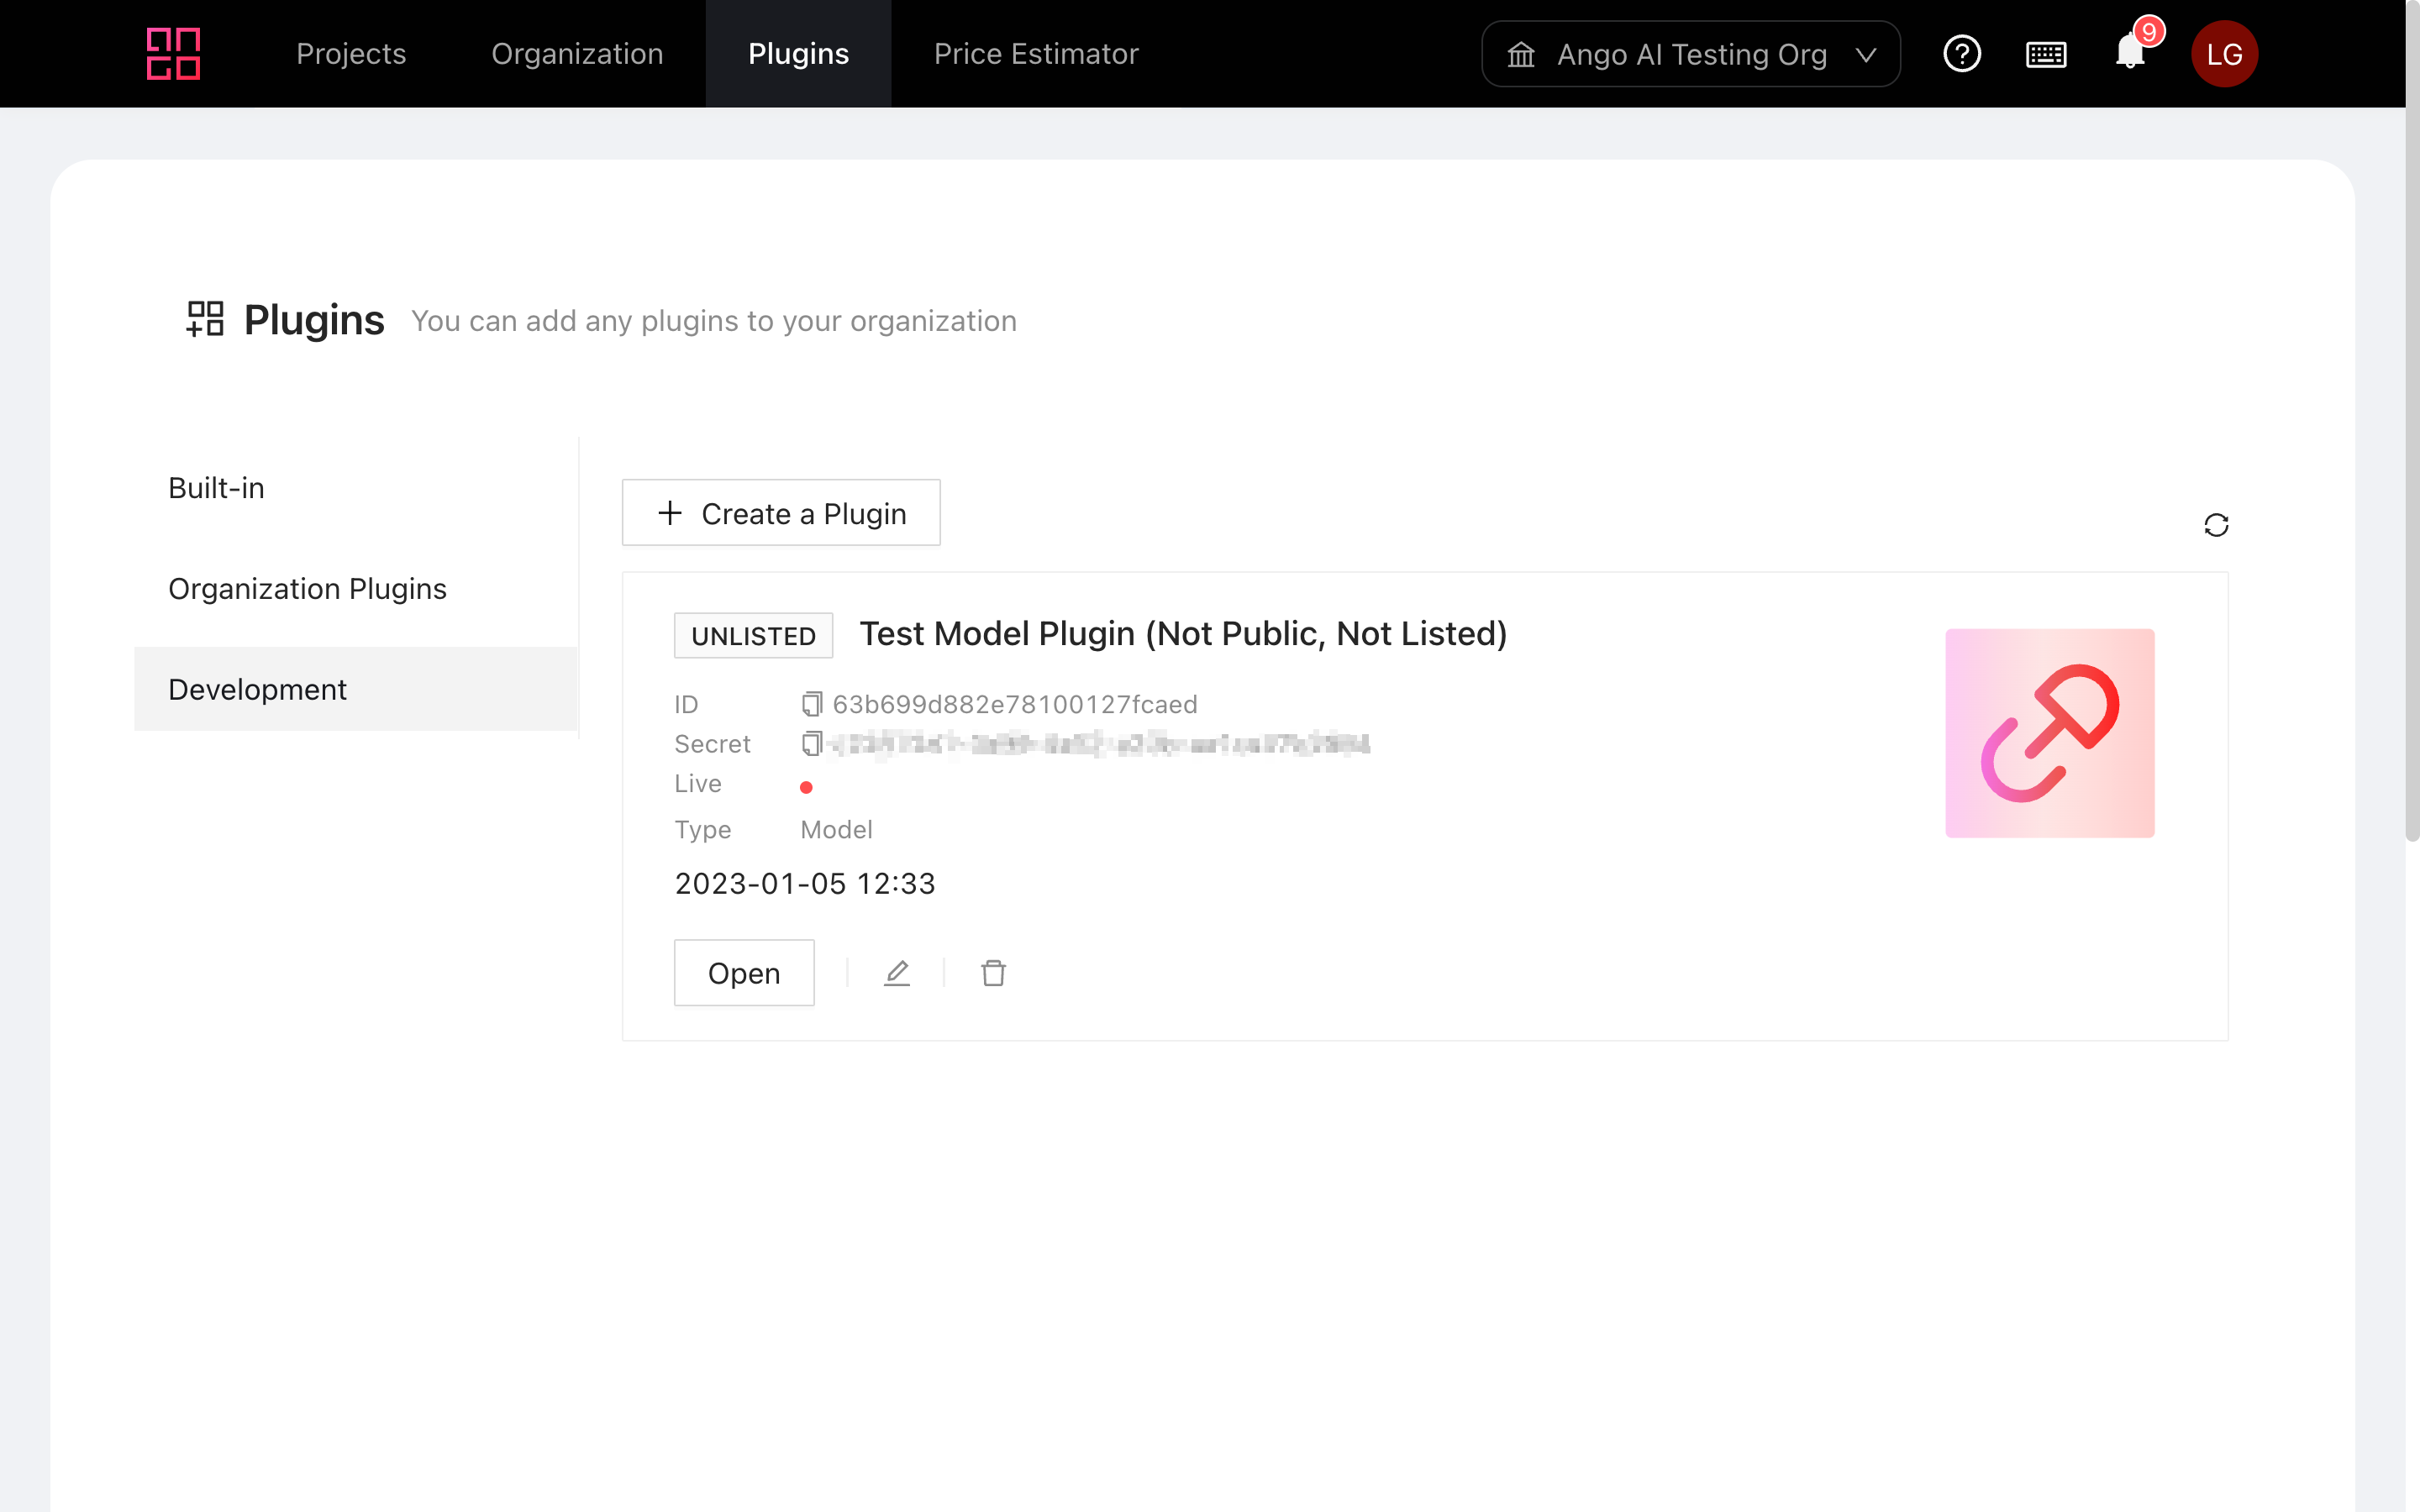 Projects Organization Plugins Price Estimator Ango AI Testing Org 9 LG
Plugins You can add any plugins to your organization
Built-in
Organization Plugins
Development
Create a Plugin
UNLISTED Test Model Plugin (Not Public, Not Listed)
ID 63b699d882e78100127fcaed
Secret
Live
Type Model
2023-01-05 12:33
Open